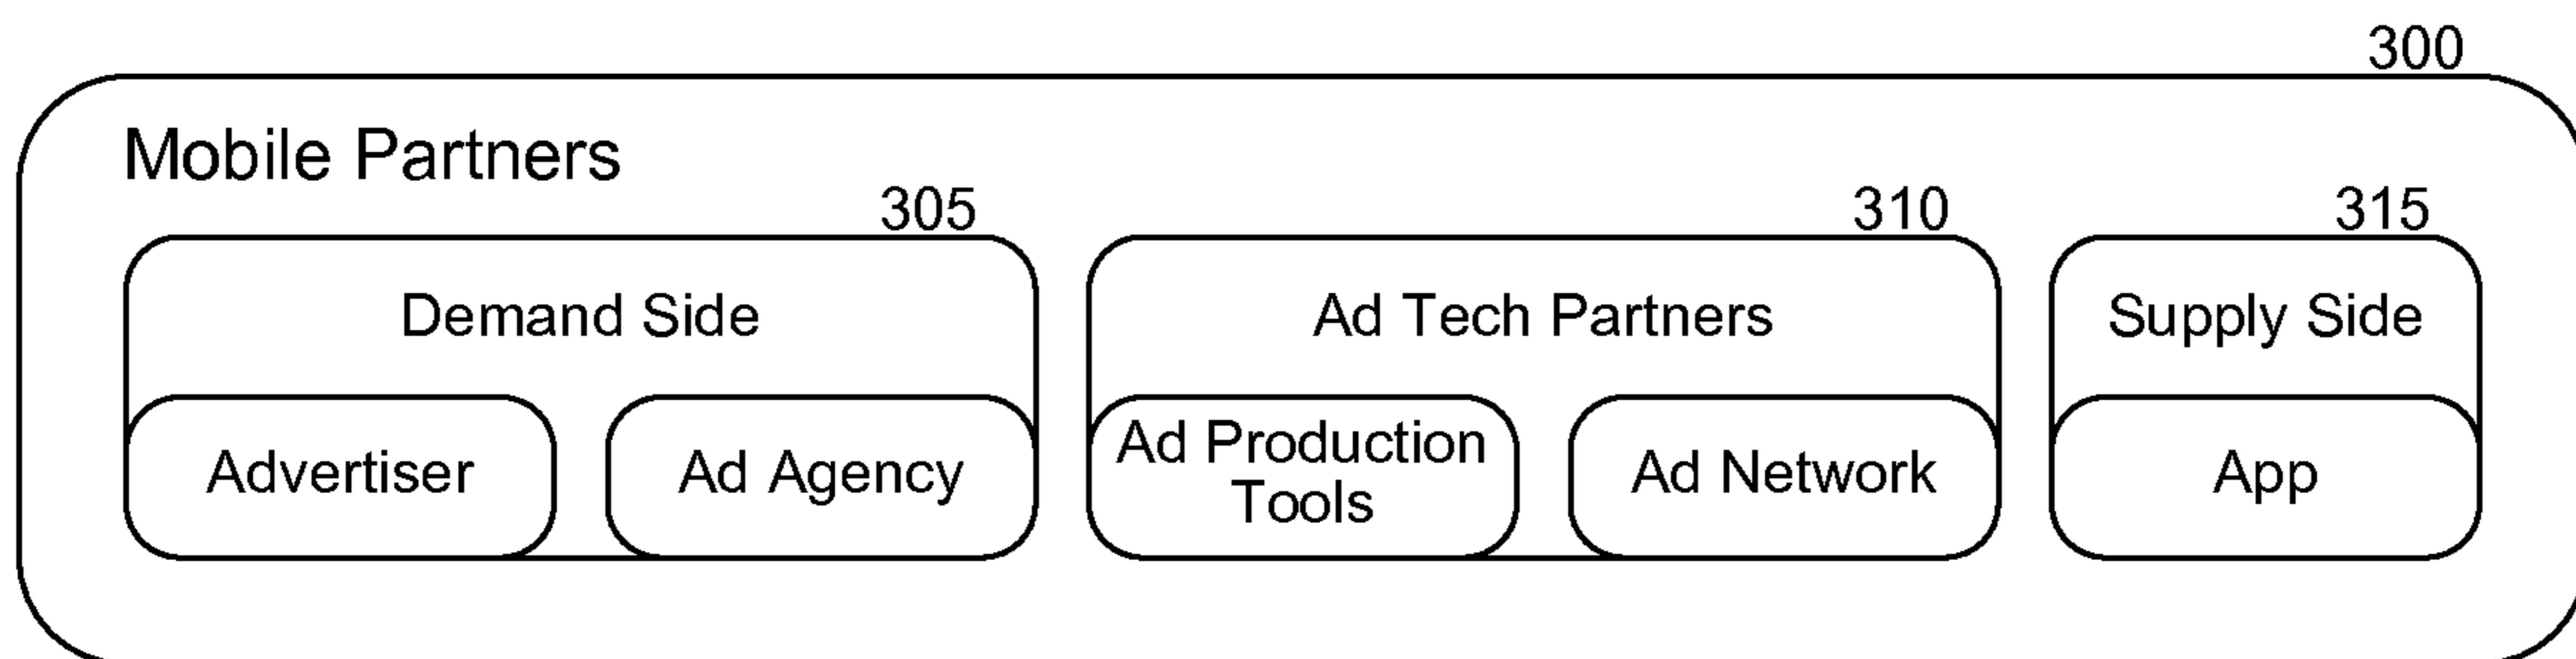 300
Mobile Partners
305
310
315
Demand Side
Ad Tech Partners
Supply Side
Advertiser
Ad Agency
Ad Production
Tools
Ad Network
App